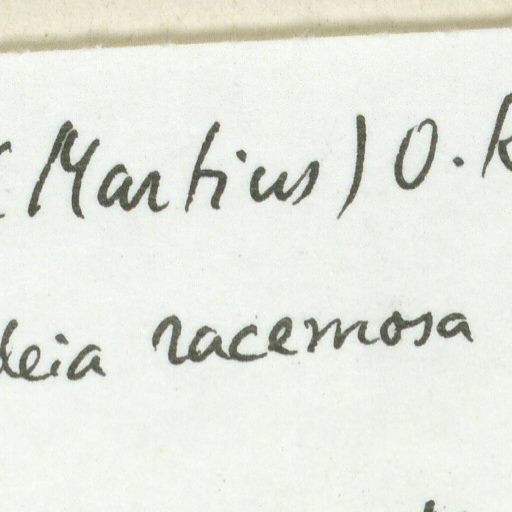 (Martius) O.
deia racemosa